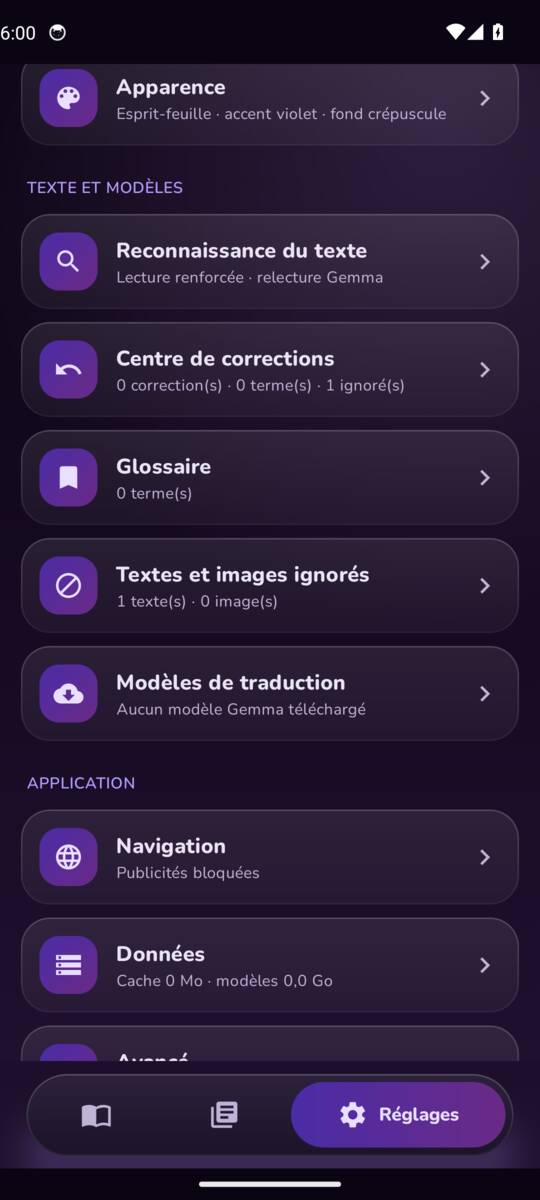 6:00
Apparence
Esprit-feuille · accent violet · fond crépuscule
TEXTE ET MODÈLES
Reconnaissance du texte
Lecture renforcée · relecture Gemma
Centre de corrections
0 correction(s) · 0 terme(s) · 1 ignoré(s)
Glossaire
0 terme(s)
Textes et images ignorés
1 texte(s) · 0 image(s)
Modèles de traduction
Aucun modèle Gemma téléchargé
APPLICATION
Navigation
Publicités bloquées
Données
Cache 0 Mo · modèles 0,0 Go
Avancé
Réglages